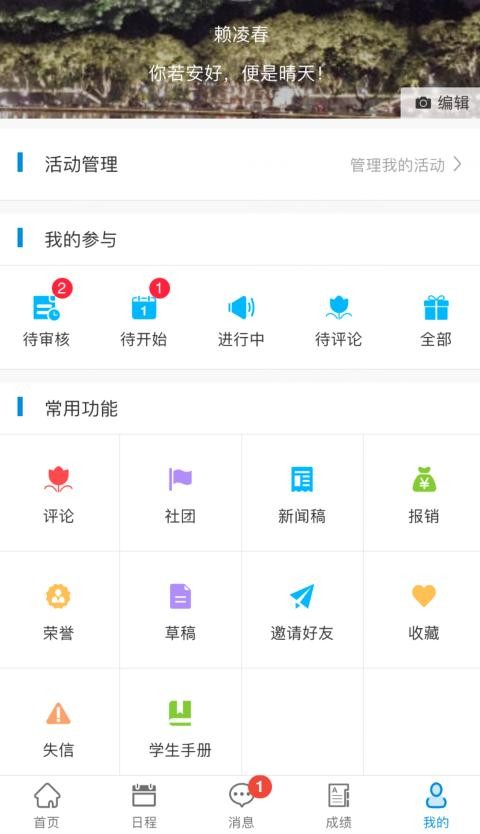 赖凌春
你若安好，便是晴天！
编辑
活动管理 管理我的活动
我的参与
2 1
1
待审核 待开始 进行中 待评论 全部
常用功能
¥
评论 社团 新闻稿 报销
荣誉 草稿 邀请好友 收藏
失信 学生手册
1
首页 日程 消息 成绩 我的